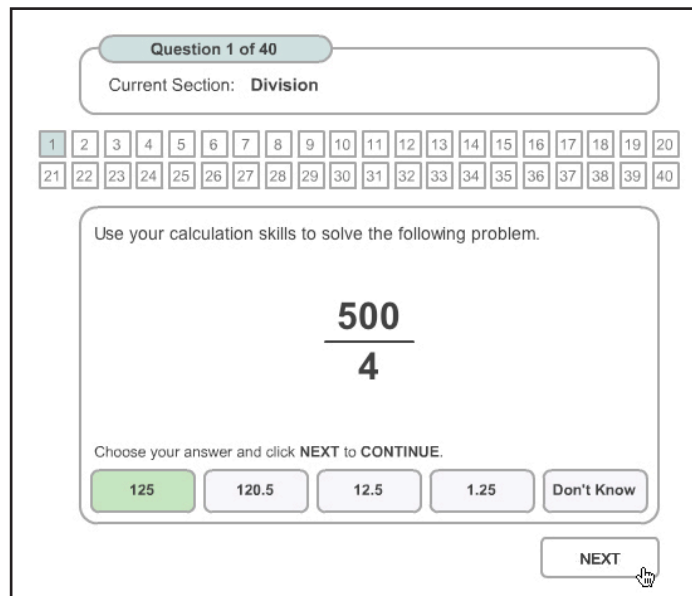 Question 1 of 40
Current Section: Division
1 2 3 4 5 6 7 8 9 10 11 12 13 14 15 16 17 18 19 20
21 22 23 24 25 26 27 28 29 30 31 32 33 34 35 36 37 38 39 40
Use your calculation skills to solve the following problem.
500
4
Choose your answer and click NEXT to CONTINUE.
125 120.5 12.5 1.25 Don't Know
NEXT